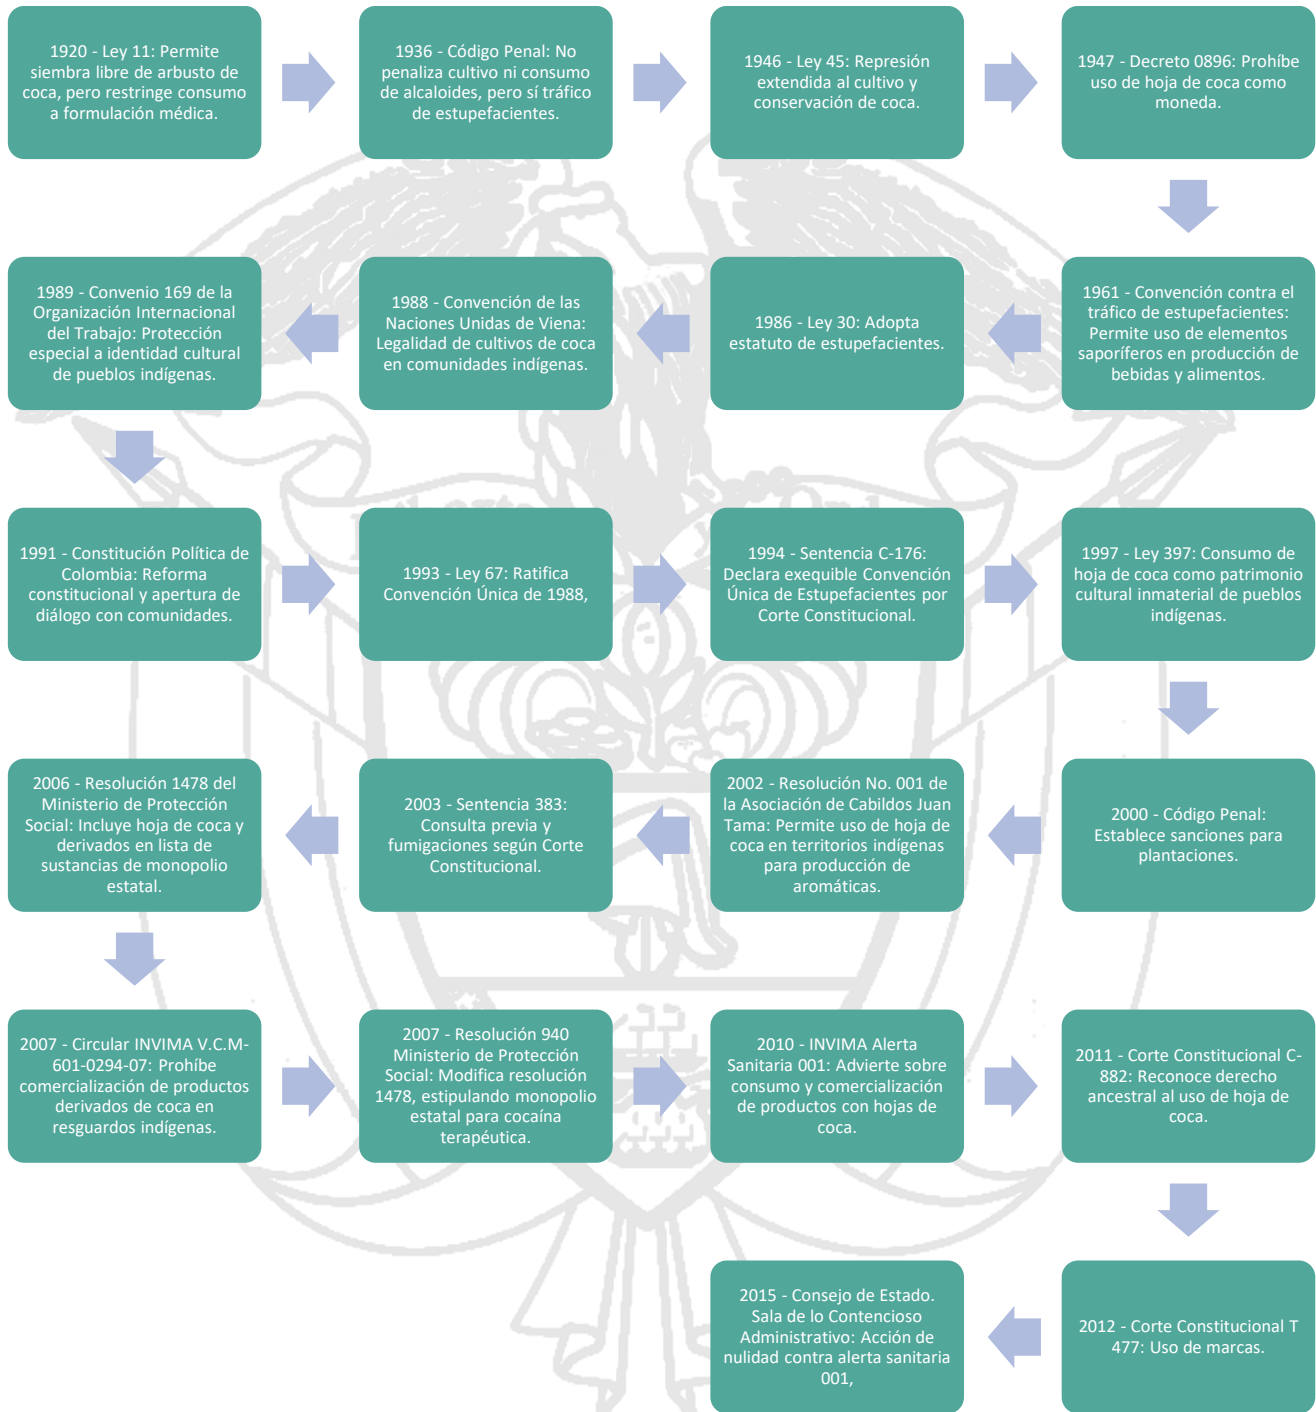 1920 - Ley 11: Permite
siembra libre de arbusto de
coca, pero restringe consumo
a formulación médica.
1936 - Código Penal: No
penaliza cultivo ni consumo
de alcaloides, pero sí tráfico
de estupefacientes.
1946 - Ley 45: Represión
extendida al cultivo y
conservación de coca.
1947 - Decreto 0896: Prohíbe
uso de hoja de coca como
moneda.
1961 - Convención contra el
tráfico de estupefacientes:
Permite uso de elementos
saporíferos en producción de
bebidas y alimentos.
1986 - Ley 30: Adopta
estatuto de estupefacientes.
1988 - Convención de las
Naciones Unidas de Viena:
Legalidad de cultivos de coca
en comunidades indígenas.
1989 - Convenio 169 de la
Organización Internacional
del Trabajo: Protección
especial a identidad cultural
de pueblos indígenas.
1991 - Constitución Política de
Colombia: Reforma
constitucional y apertura de
diálogo con comunidades.
1993 - Ley 67: Ratifica
Convención Única de 1988,
1994 - Sentencia C-176:
Declara exequible Convención
Única de Estupefacientes por
Corte Constitucional.
1997 - Ley 397: Consumo de
hoja de coca como patrimonio
cultural inmaterial de pueblos
indígenas.
2000 - Código Penal:
Establece sanciones para
plantaciones.
2002 - Resolución No. 001 de
la Asociación de Cabildos Juan
Tama: Permite uso de hoja de
coca en territorios indígenas
para producción de
aromáticas.
2003 - Sentencia 383:
Consulta previa y
fumigaciones según Corte
Constitucional.
2006 - Resolución 1478 del
Ministerio de Protección
Social: Incluye hoja de coca y
derivados en lista de
sustancias de monopolio
estatal.
2007 - Circular INVIMA V.C.M-
601-0294-07: Prohíbe
comercialización de productos
derivados de coca en
resguardos indígenas.
2007 - Resolución 940
Ministerio de Protección
Social: Modifica resolución
1478, estipulando monopolio
estatal para cocaína
terapéutica.
2010 - INVIMA Alerta
Sanitaria 001: Advierte sobre
consumo y comercialización
de productos con hojas de
coca.
2011 - Corte Constitucional C-
882: Reconoce derecho
ancestral al uso de hoja de
coca.
2012 - Corte Constitucional T
477: Uso de marcas.
2015 - Consejo de Estado.
Sala de lo Contencioso
Administrativo: Acción de
nulidad contra alerta sanitaria
001,